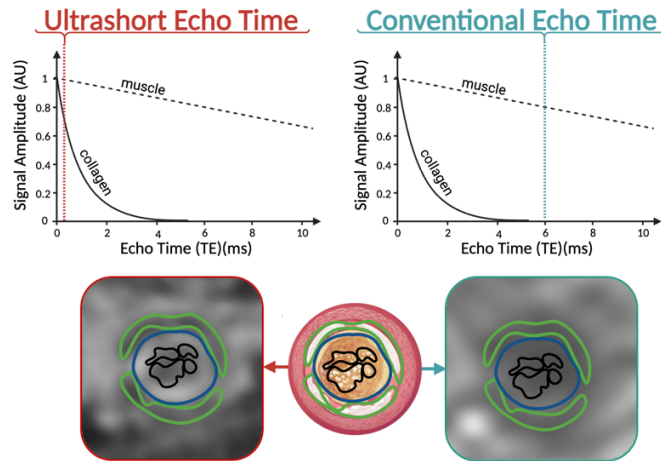 Ultrashort Echo Time
Conventional Echo Time
Signal Amplitude (AU)
1
0.8
0.6
0.4
0.2
0
muscle
collagen
0 2 4 6 8 10
Echo Time (TE)(ms)
Signal Amplitude (AU)
1
0.8
0.6
0.4
0.2
0
muscle
collagen
0 2 4 6 8 10
Echo Time (TE)(ms)